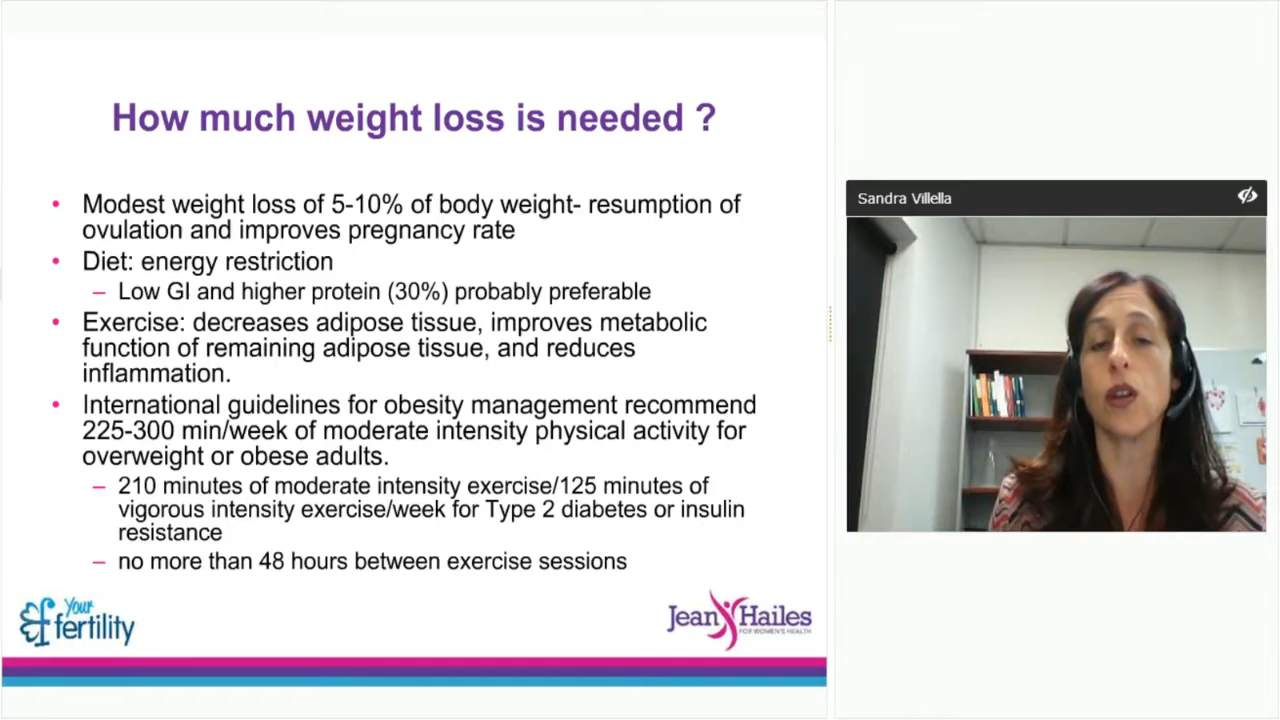 How much weight loss is needed ?
• Modest weight loss of 5-10% of body weight- resumption of
ovulation and improves pregnancy rate
• Diet: energy restriction
– Low GI and higher protein (30%) probably preferable
• Exercise: decreases adipose tissue, improves metabolic
function of remaining adipose tissue, and reduces
inflammation.
• International guidelines for obesity management recommend
225-300 min/week of moderate intensity physical activity for
overweight or obese adults.
– 210 minutes of moderate intensity exercise/125 minutes of
vigorous intensity exercise/week for Type 2 diabetes or insulin
resistance
– no more than 48 hours between exercise sessions
Your
fertility
Jean Hailes
FOR WOMEN'S HEALTH
Sandra Villella